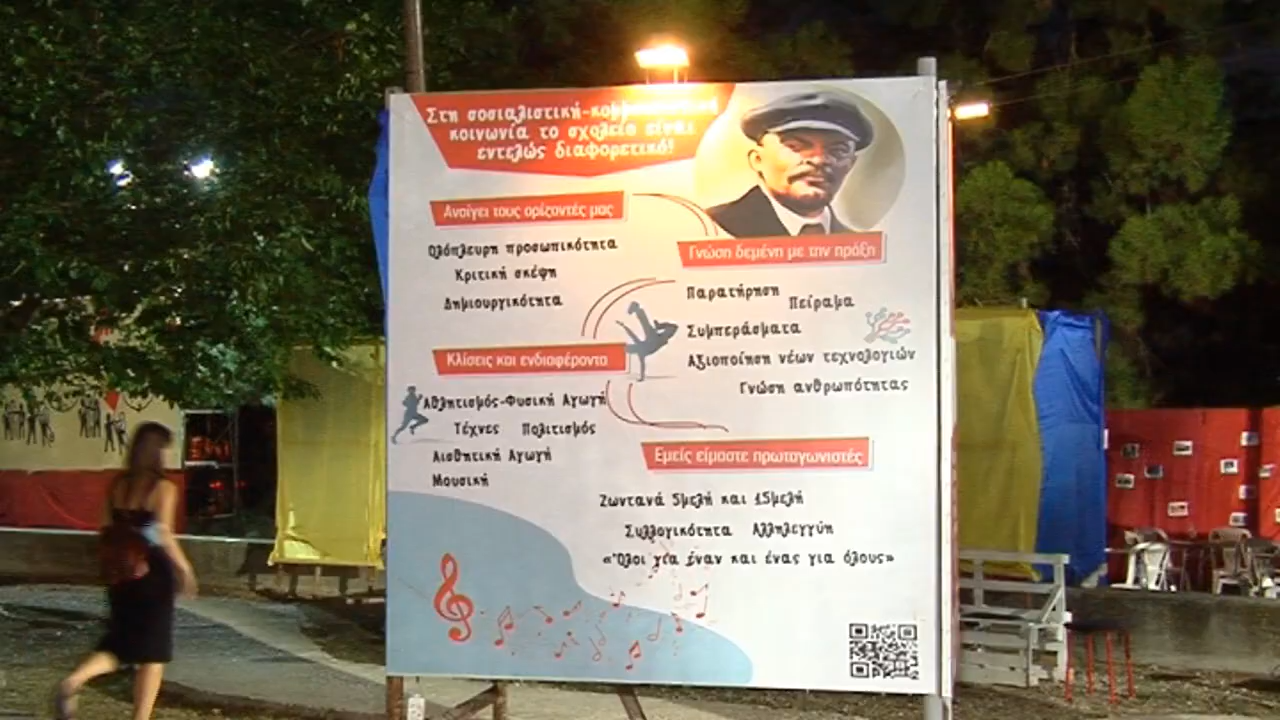 Στη σοσιαλιστική-κομμουνιστική
κοινωνία το σχολείο είναι
εντελώς διαφορετικό!
Ανοίγει τους ορίζοντές μας
Ολόπλευρη προσωπικότητα
Κριτική σκέψη
Δημιουργικότητα
Γνώση δεμένη με την πράξη
Παρατήρηση
Πείραμα
Συμπεράσματα
Αξιοποίηση νέων τεχνολογιών
Γνώση ανθρωπότητας
Κλίσεις και ενδιαφέροντα
Αθλητισμός-Φυσική Αγωγή
Τέχνες Πολιτισμός
Αισθητική Αγωγή
Μουσική
Εμείς είμαστε πρωταγωνιστές
Ζωντανά 5μελή και 15μελή
Συλλογικότητα Αλληλεγγύη
«Όλοι για έναν και ένας για όλους»